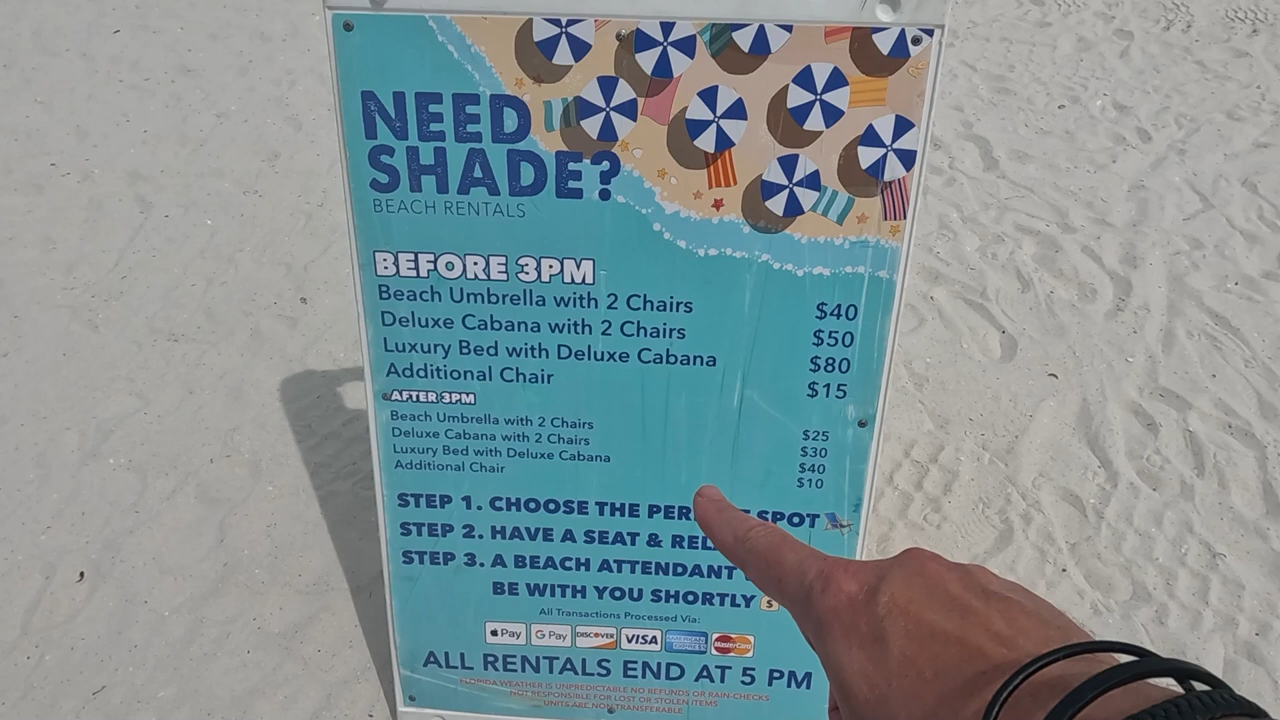 NEED
SHADE?
BEACH RENTALS
BEFORE 3PM
Beach Umbrella with 2 Chairs $40
Deluxe Cabana with 2 Chairs $50
Luxury Bed with Deluxe Cabana $80
Additional Chair $15
AFTER 3PM
Beach Umbrella with 2 Chairs $25
Deluxe Cabana with 2 Chairs $30
Luxury Bed with Deluxe Cabana $40
Additional Chair $10
STEP 1. CHOOSE THE SPOT
STEP 2. HAVE A SEAT &
STEP 3. A BEACH ATTENDANT
BE WITH YOU SHORTLY
All Transactions Processed Via:
Pay G Pay DISCOVER VISA AMERICAN EXPRESS MasterCard
ALL RENTALS END AT 5 PM
FLORIDA WEATHER IS UNPREDICTABLE NO REFUNDS OR RAIN-CHECKS
NOT RESPONSIBLE FOR LOST OR STOLEN ITEMS
UNITS ARE NON TRANSFERABLE